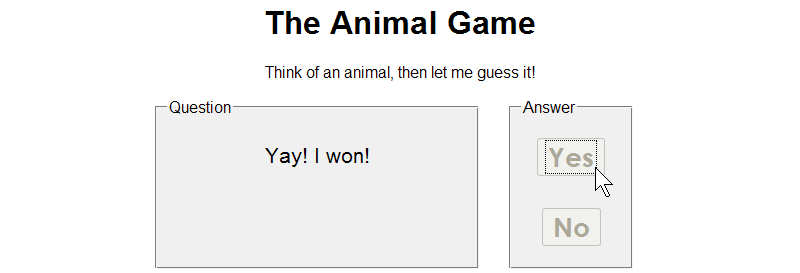 The Animal Game
Think of an animal, then let me guess it!
Question
Yay! I won!
Answer
Yes
No